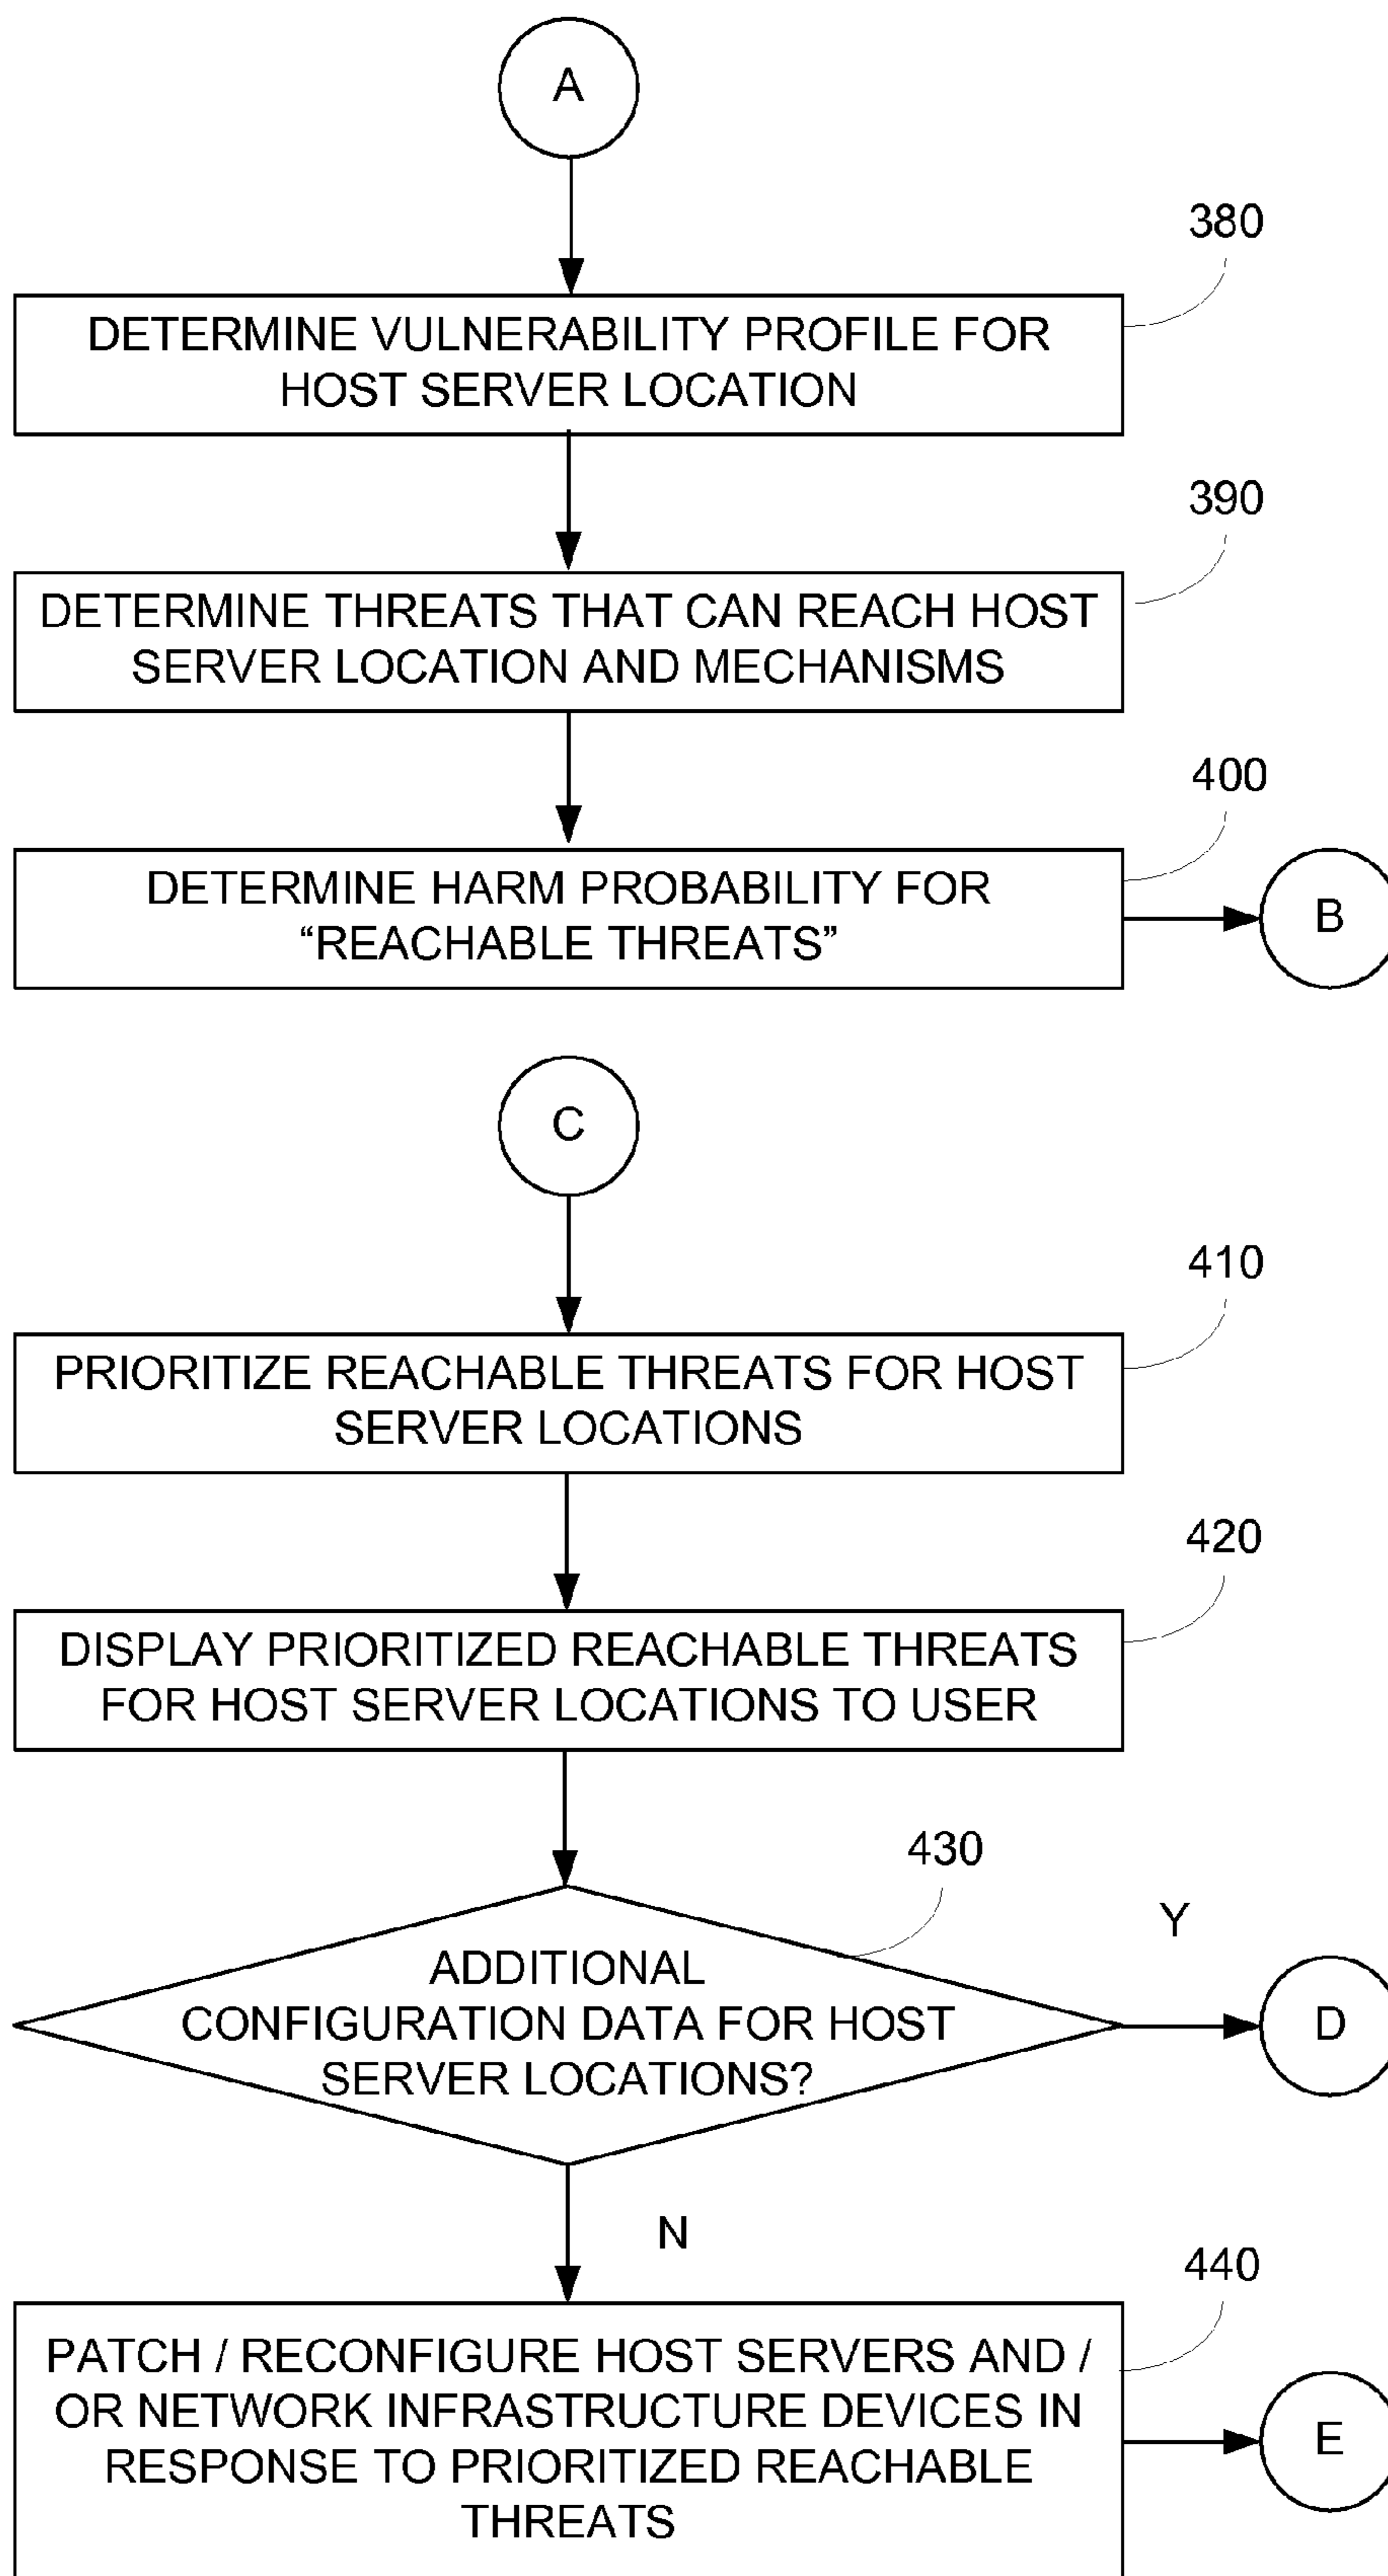 A
380
DETERMINE VULNERABILITY PROFILE FOR
HOST SERVER LOCATION
390
DETERMINE THREATS THAT CAN REACH HOST
SERVER LOCATION AND MECHANISMS
400
DETERMINE HARM PROBABILITY FOR
“REACHABLE THREATS”
B
C
410
PRIORITIZE REACHABLE THREATS FOR HOST
SERVER LOCATIONS
420
DISPLAY PRIORITIZED REACHABLE THREATS
FOR HOST SERVER LOCATIONS TO USER
430
Y
ADDITIONAL
CONFIGURATION DATA FOR HOST
SERVER LOCATIONS?
D
N
440
PATCH / RECONFIGURE HOST SERVERS AND /
OR NETWORK INFRASTRUCTURE DEVICES IN
RESPONSE TO PRIORITIZED REACHABLE
THREATS
E